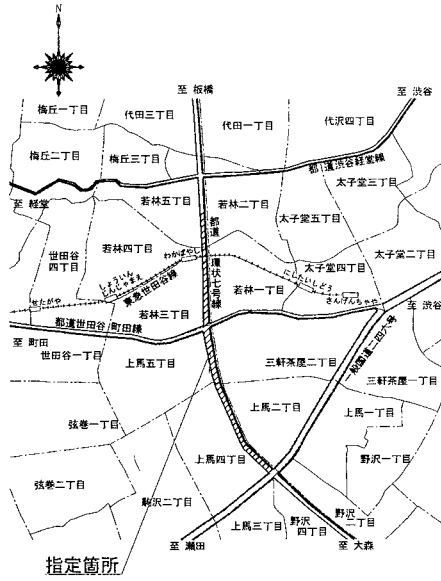 N
至 板橋
至 渋谷
梅丘一丁目
代田三丁目
代田一丁目
代沢四丁目
梅丘二丁目
梅丘三丁目
都道渋谷経堂線
太子堂三丁目
至 経堂
若林五丁目
若林二丁目
太子堂五丁目
都道
環状七号線
世田谷
四丁目
若林四丁目
わかばやし
しょういん
じんじゃまえ
東急世田谷線
太子堂二丁目
太子堂四丁目
にしたいしどう
せたがや
若林一丁目
さんげんぢゃや
至 渋谷
若林三丁目
都道世田谷町田線
至 町田
世田谷一丁目
上馬五丁目
三軒茶屋二丁目
一般国道二四六号
三軒茶屋一丁目
弦巻一丁目
上馬二丁目
上馬一丁目
上馬四丁目
野沢一丁目
弦巻二丁目
駒沢二丁目
上馬三丁目
野沢
四丁目
野沢
二丁目
至 瀬田
至 大森
指定箇所